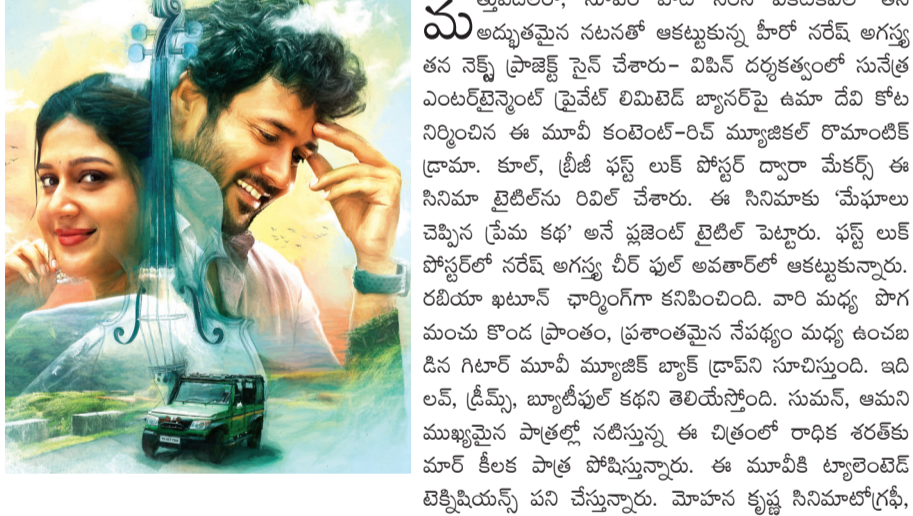 మ
అద్భుతమైన నటనతో ఆకట్టుకున్న హీరో నరేష్ అగస్త్య
తన నెక్స్ట్ ప్రాజెక్ట్ సైన్ చేశారు- విపిన్ దర్శకత్వంలో సునేత్ర
ఎంటర్‌టైన్మెంట్ ప్రైవేట్ లిమిటెడ్ బ్యానర్‌పై ఉమా దేవి కోట
నిర్మించిన ఈ మూవీ కంటెంట్-రిచ్ మ్యూజికల్ రొమాంటిక్
డ్రామా. కూల్, బ్రీజీ ఫస్ట్ లుక్ పోస్టర్ ద్వారా మేకర్స్ ఈ
సినిమా టైటిల్‌ను రివిల్ చేశారు. ఈ సినిమాకు ‘మేఘాలు
చెప్పిన ప్రేమ కథ’ అనే ప్లజెంట్ టైటిల్ పెట్టారు. ఫస్ట్ లుక్
పోస్టర్‌లో నరేష్ అగస్త్య చీర్ ఫుల్ అవతార్‌లో ఆకట్టుకున్నారు.
రబియా ఖటూన్ ఛార్మింగ్‌గా కనిపించింది. వారి మధ్య పొగ
మంచు కొండ ప్రాంతం, ప్రశాంతమైన నేపథ్యం మధ్య ఉంచబ
డిన గిటార్ మూవీ మ్యూజిక్ బ్యాక్ డ్రాప్‌ని సూచిస్తుంది. ఇది
లవ్, డ్రీమ్స్, బ్యూటీఫుల్ కథని తెలియేస్తోంది. సుమన్, ఆమని
ముఖ్యమైన పాత్రల్లో నటిస్తున్న ఈ చిత్రంలో రాధిక శరత్‌కు
మార్ కీలక పాత్ర పోషిస్తున్నారు. ఈ మూవీకి ట్యాలెంటెడ్
టెక్నిషియన్స్ పని చేస్తున్నారు. మోహన కృష్ణ సినిమాటోగ్రఫీ,